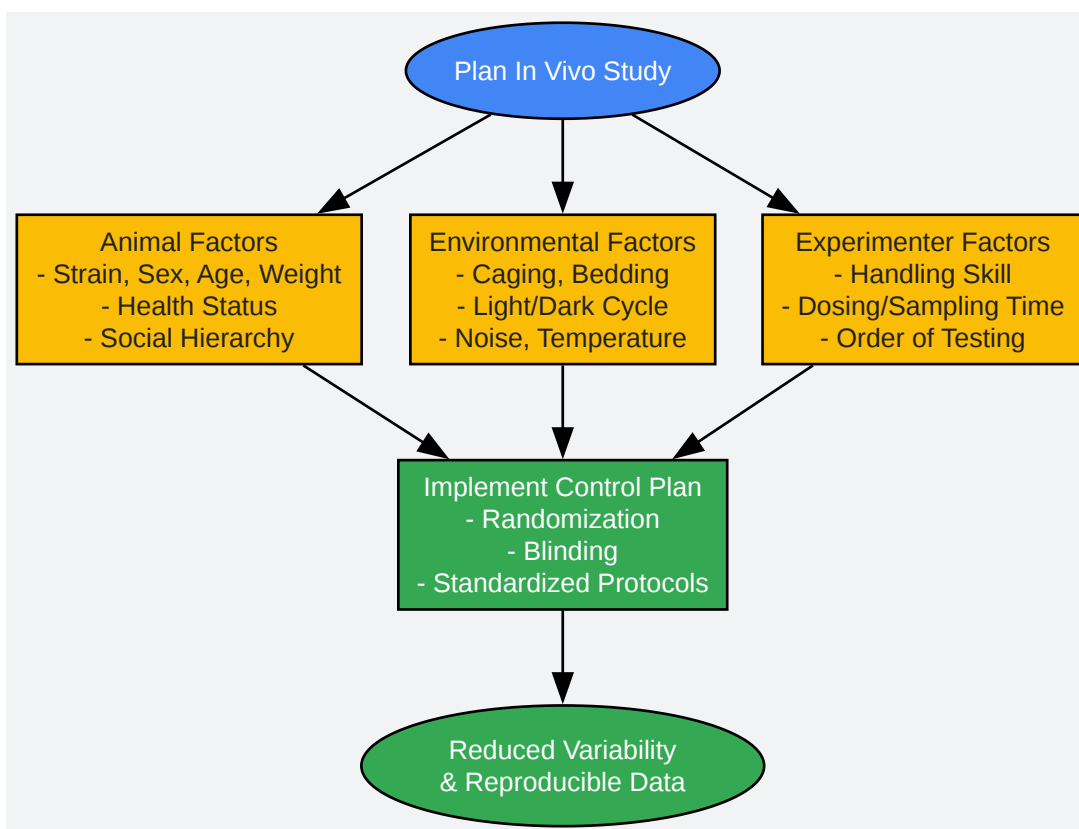 Plan In Vivo Study
Animal Factors
- Strain, Sex, Age, Weight
- Health Status
- Social Hierarchy
Environmental Factors
- Caging, Bedding
- Light/Dark Cycle
- Noise, Temperature
Experimenter Factors
- Handling Skill
- Dosing/Sampling Time
- Order of Testing
Implement Control Plan
- Randomization
- Blinding
- Standardized Protocols
Reduced Variability
& Reproducible Data